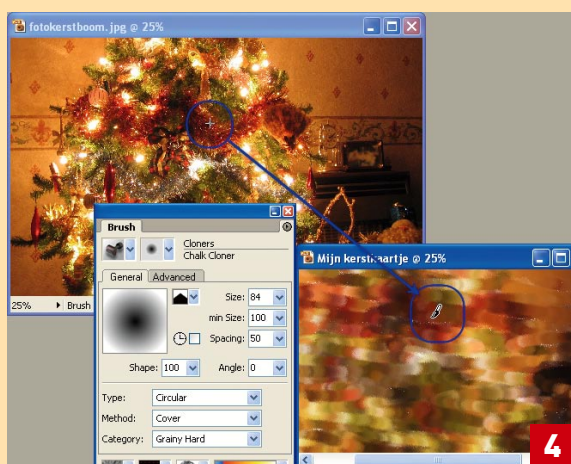 fotokerstboom.jpg @ 25%
25%
Brush
Brush
Cloners
Chalk Cloner
General
Advanced
Size: 84
min Size: 100
Spacing: 50
Shape: 100
Angle: 0
Type: Circular
Method: Cover
Category: Grainy Hard
Mijn kerstkaartje @ 25%
4